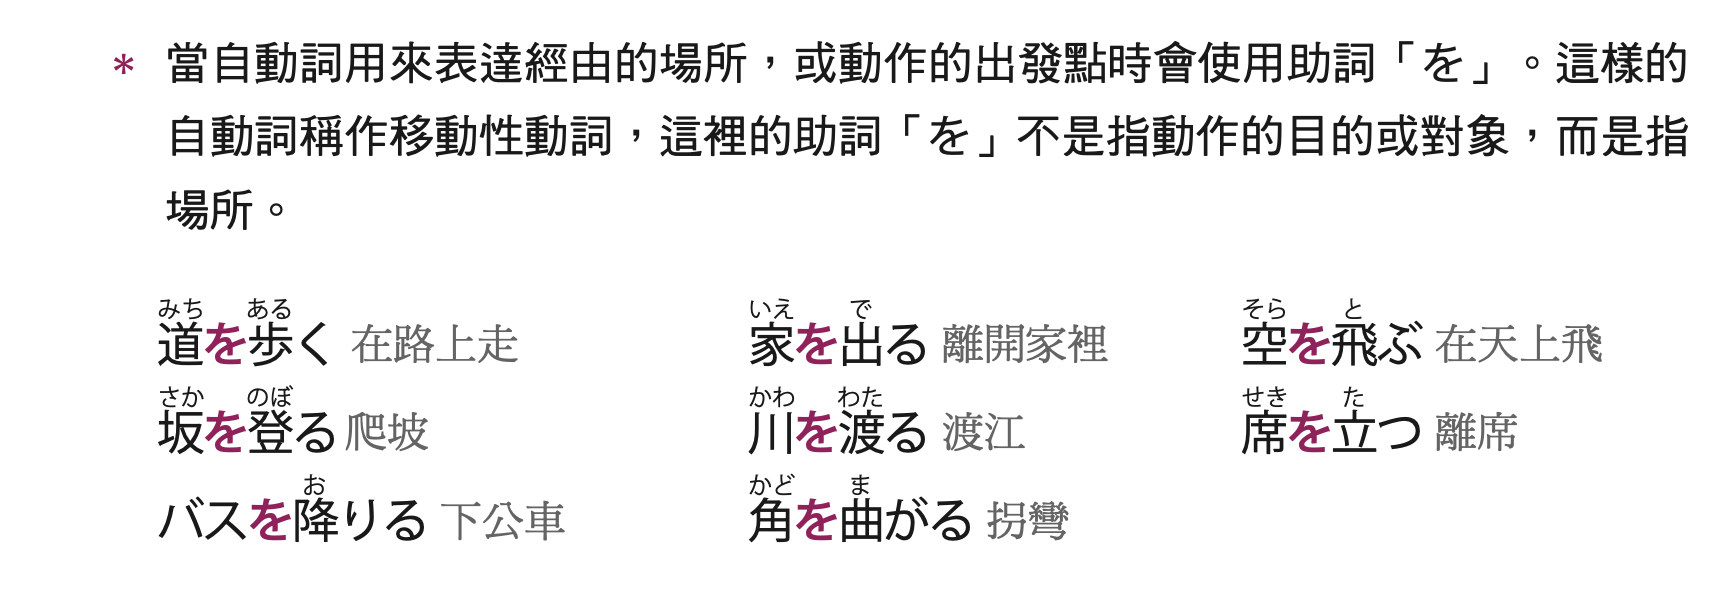 * 當自動詞用來表達經由的場所，或動作的出發點時會使用助詞「を」。這樣的
自動詞稱作移動性動詞，這裡的助詞「を」不是指動作的目的或對象，而是指
場所。
みち ある いえ で そら と
道を歩く 在路上走 家を出る 離開家裡 空を飛ぶ 在天上飛
さか のぼ かわ わた せき た
坂を登る 爬坡 川を渡る 渡江 席を立つ 離席
お かど ま
バスを降りる 下公車 角を曲がる 拐彎